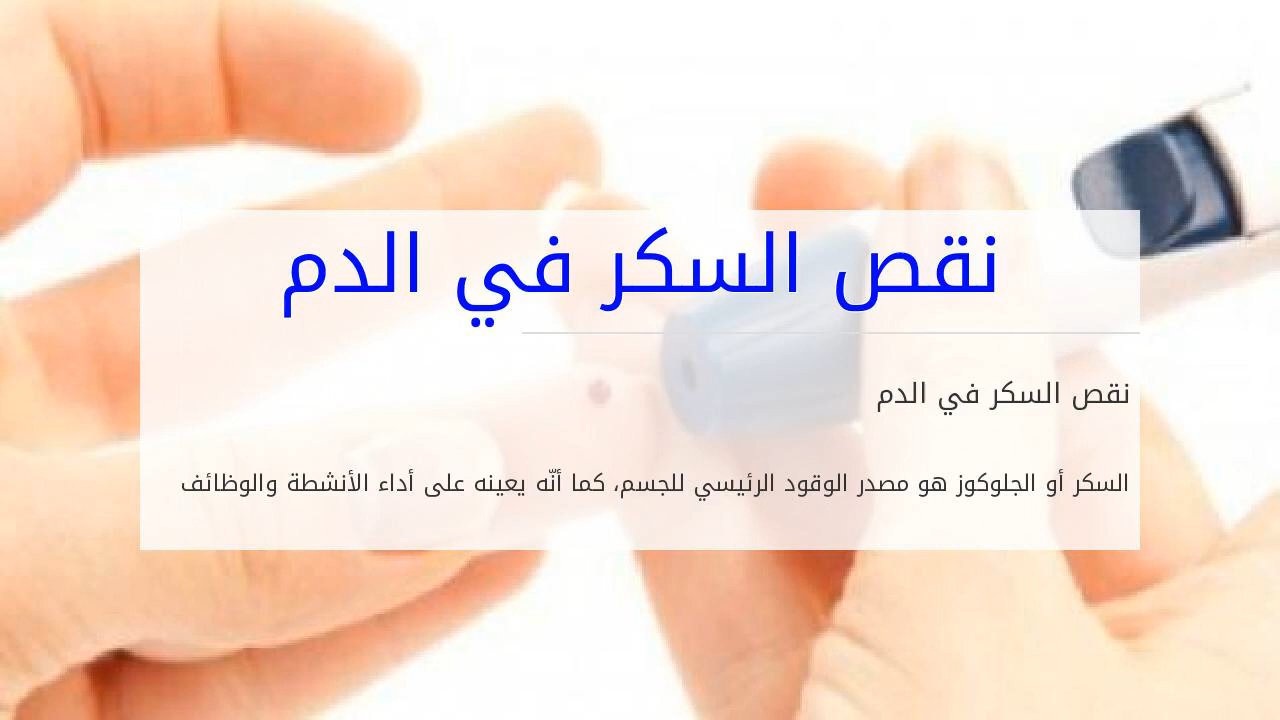 نقص السكر في الدم
نقص السكر في الدم
السكر أو الجلوكوز هو مصدر الوقود الرئيسي للجسم، كما أنّه يعينه على أداء الأنشطة والوظائف